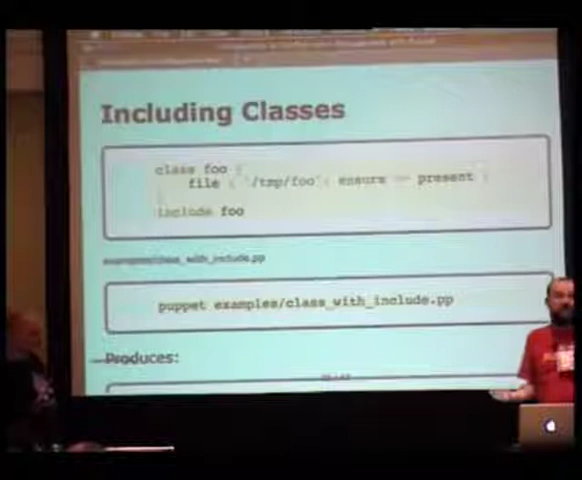 Including Classes
class foo {
file { '/tmp/foo': ensure => present }
}
include foo
examples/class_with_include.pp
puppet examples/class_with_include.pp
Produces: